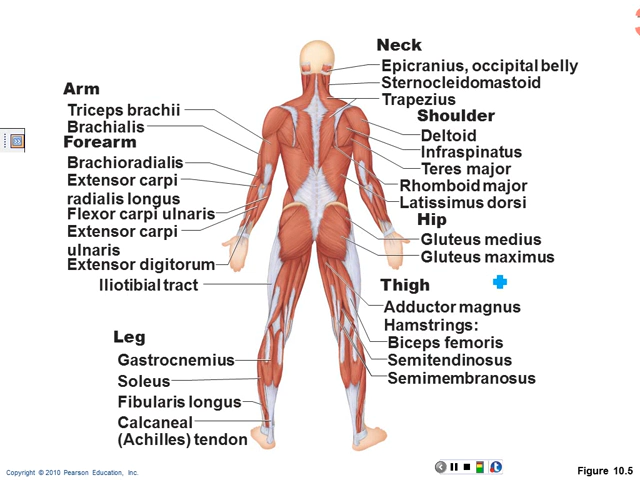 Neck
Epicranius, occipital belly
Sternocleidomastoid
Trapezius
Shoulder
Deltoid
Infraspinatus
Teres major
Rhomboid major
Latissimus dorsi
Hip
Gluteus medius
Gluteus maximus
Arm
Triceps brachii
Brachialis
Forearm
Brachioradialis
Extensor carpi
radialis longus
Flexor carpi ulnaris
Extensor carpi
ulnaris
Extensor digitorum
Iliotibial tract
Thigh
Adductor magnus
Hamstrings:
Biceps femoris
Semitendinosus
Semimembranosus
Leg
Gastrocnemius
Soleus
Fibularis longus
Calcaneal
(Achilles) tendon
Copyright © 2010 Pearson Education, Inc.
Figure 10.5